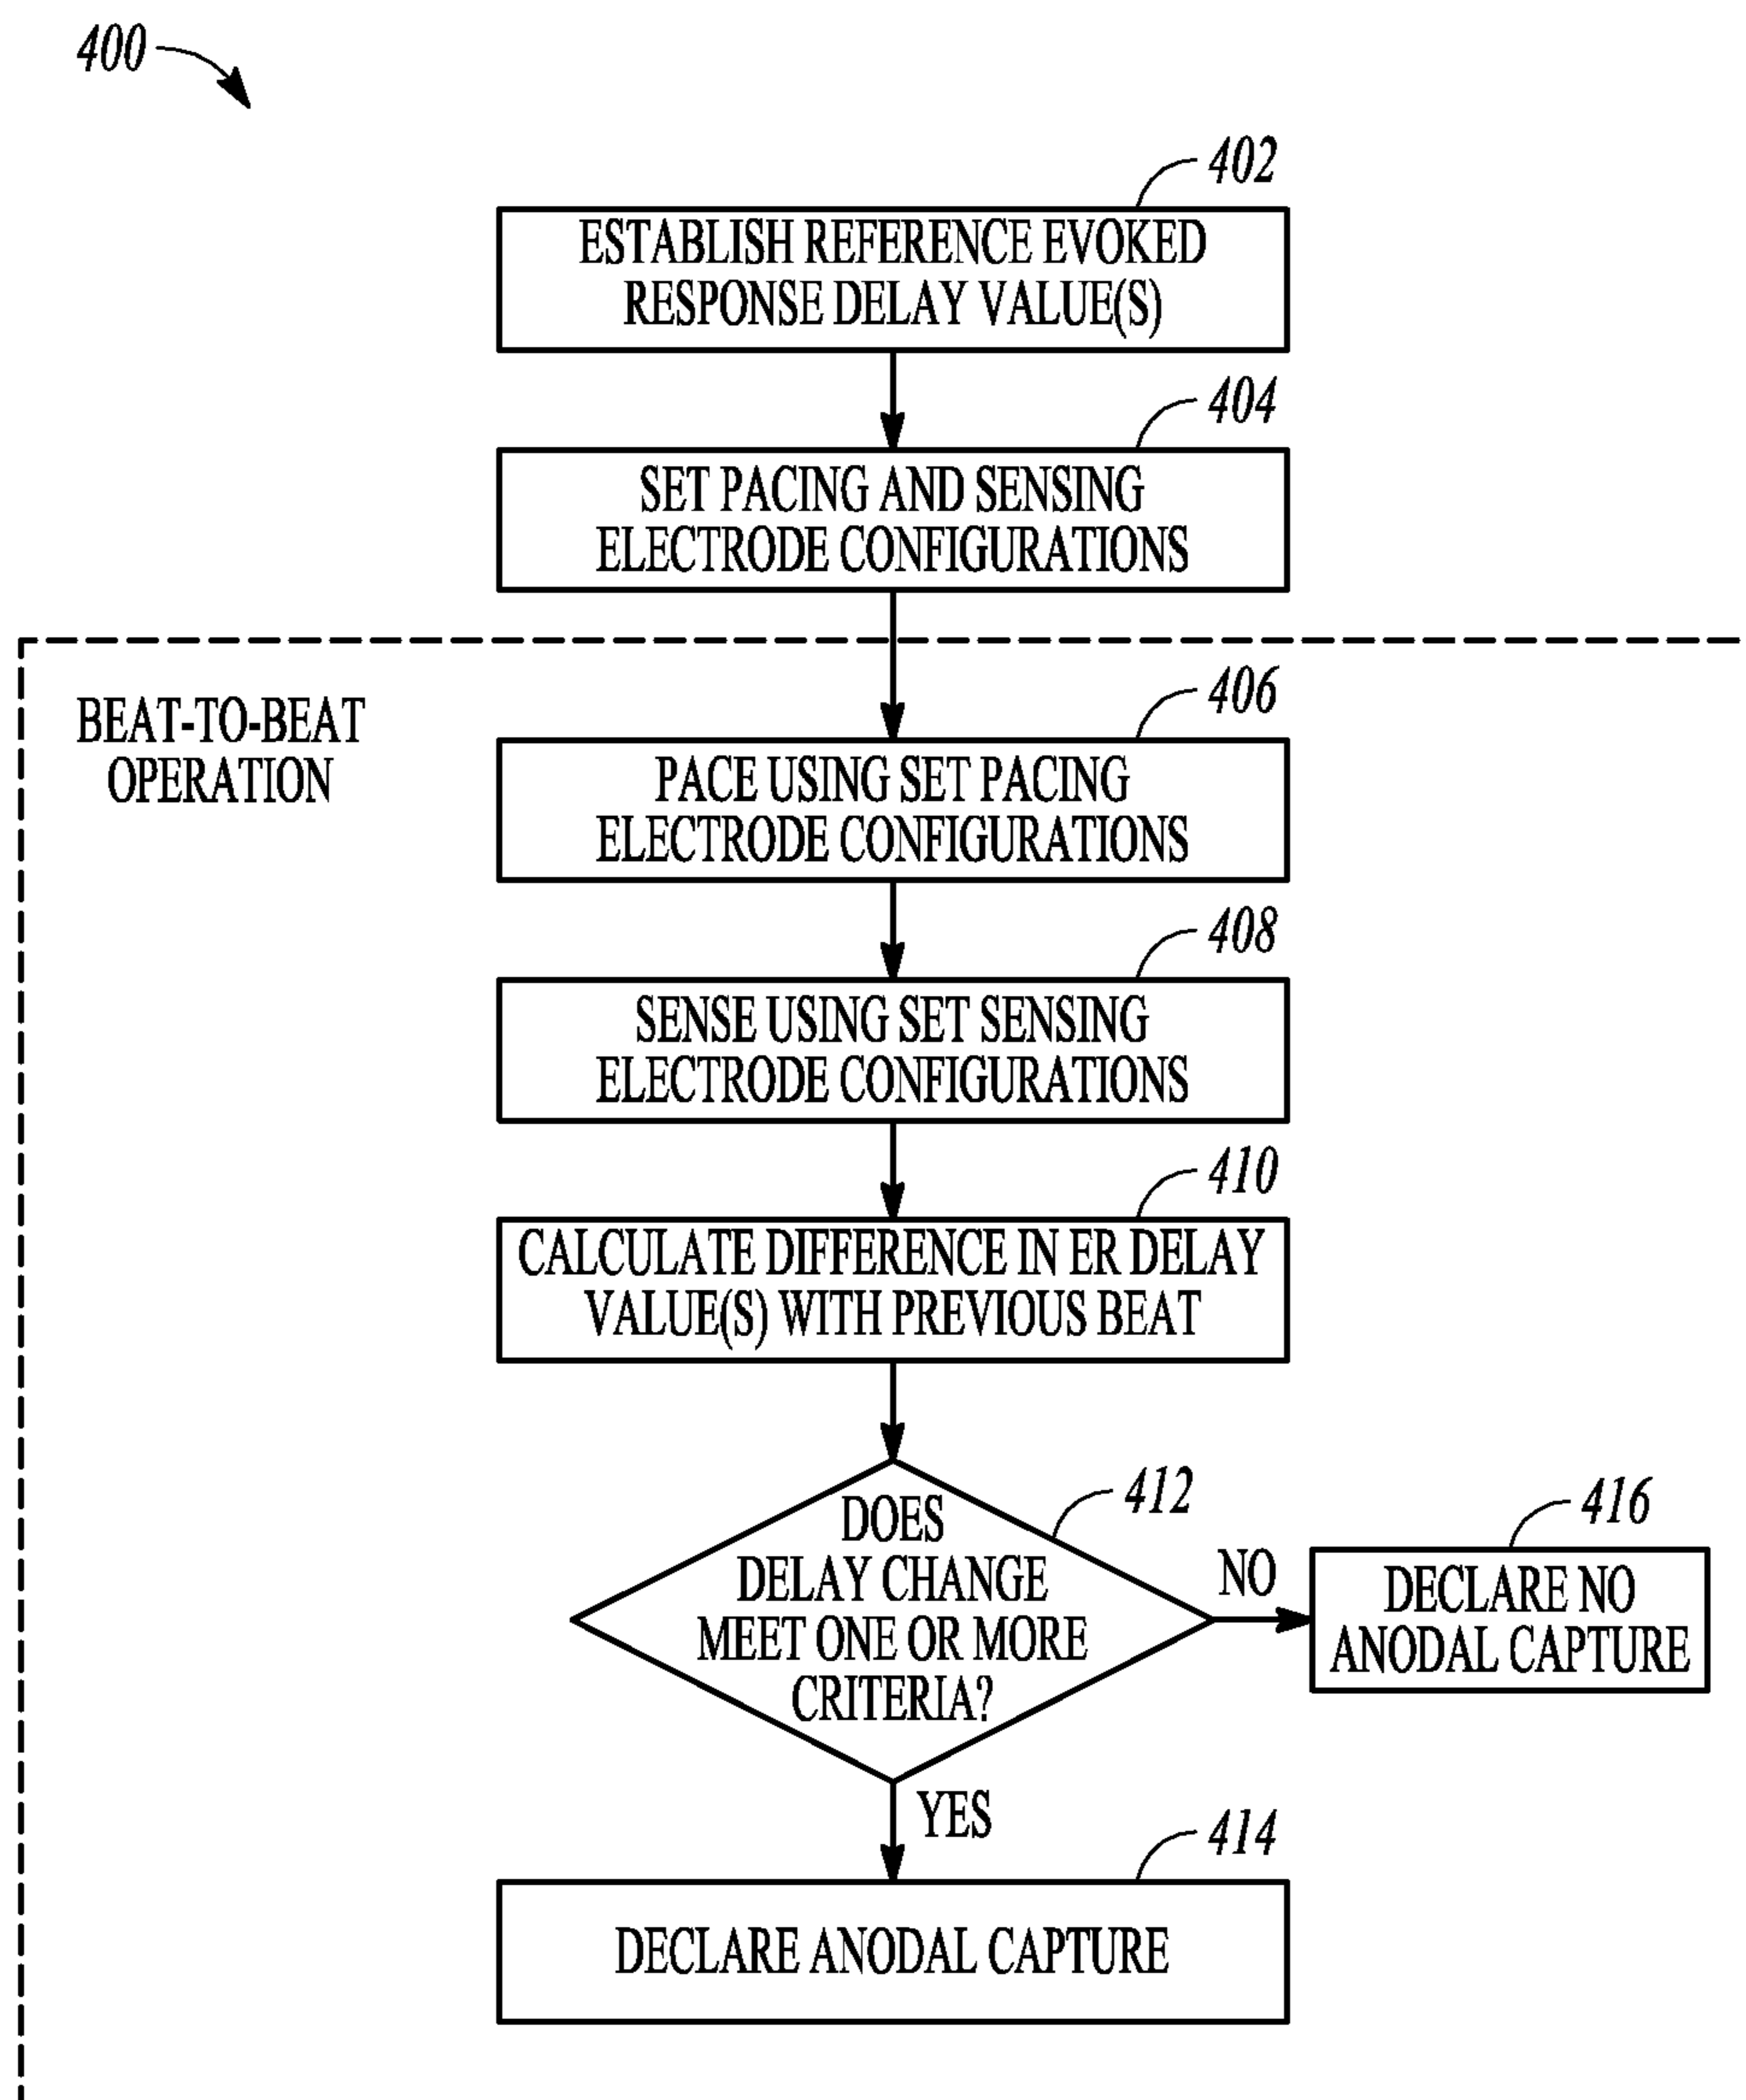 400
402
ESTABLISH REFERENCE EVOKED
RESPONSE DELAY VALUE(S)
404
SET PACING AND SENSING
ELECTRODE CONFIGURATIONS
BEAT-TO-BEAT
OPERATION
406
PACE USING SET PACING
ELECTRODE CONFIGURATIONS
408
SENSE USING SET SENSING
ELECTRODE CONFIGURATIONS
410
CALCULATE DIFFERENCE IN ER DELAY
VALUE(S) WITH PREVIOUS BEAT
412
DOES
DELAY CHANGE
MEET ONE OR MORE
CRITERIA?
NO
416
DECLARE NO
ANODAL CAPTURE
YES
414
DECLARE ANODAL CAPTURE